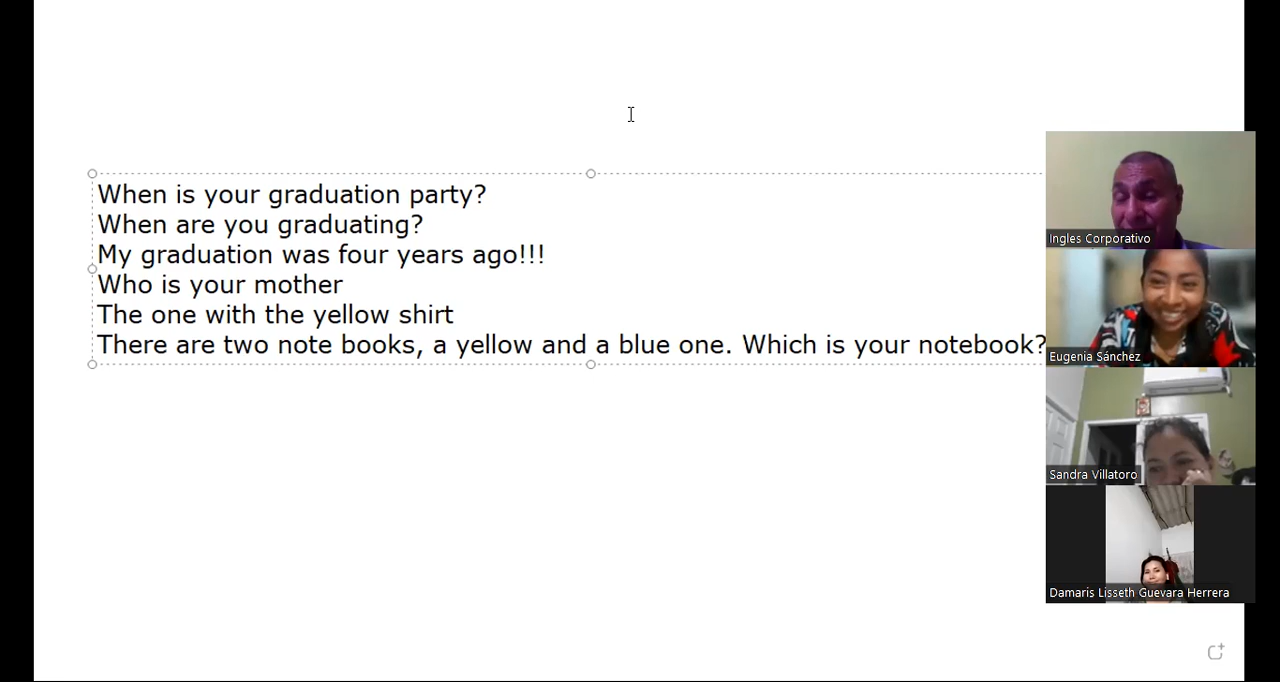 When is your graduation party?
When are you graduating?
My graduation was four years ago!!!
Who is your mother
The one with the yellow shirt
There are two note books, a yellow and a blue one. Which is your notebook?
Ingles Corporativo
Eugenia Sánchez
Sandra Villatoro
Damaris Lisseth Guevara Herrera